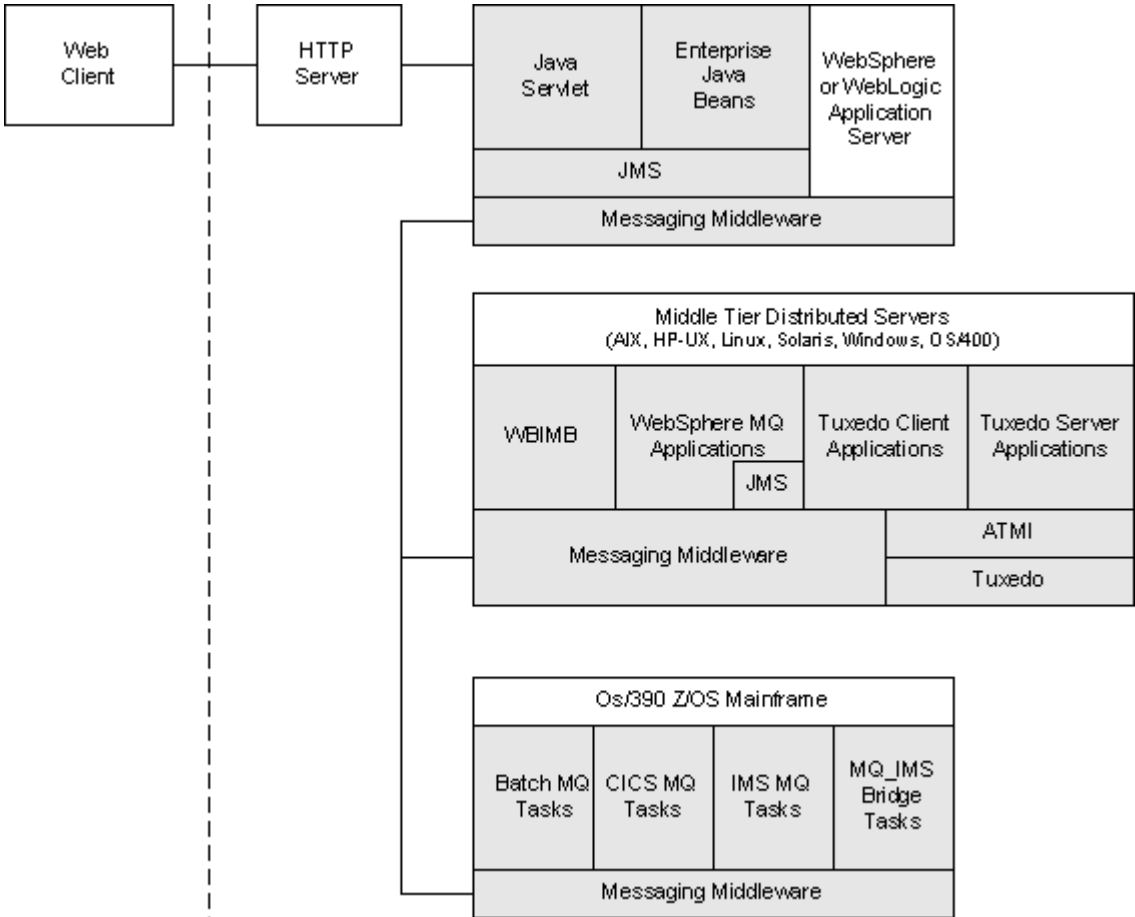 Web
Client
HTTP
Server
Java
Servlet
Enterprise
Java
Beans
WebSphere
or WebLogic
Application
Server
JMS
Messaging Middleware
Middle Tier Distributed Servers
(AIX, HP-UX, Linux, Solaris, Windows, OS/400)
WBIMB
WebSphere MQ
Applications
JMS
Tuxedo Client
Applications
Tuxedo Server
Applications
Messaging Middleware
ATMI
Tuxedo
Os/390 Z/OS Mainframe
Batch MQ
Tasks
CICS MQ
Tasks
IMS MQ
Tasks
MQ_IMS
Bridge
Tasks
Messaging Middleware